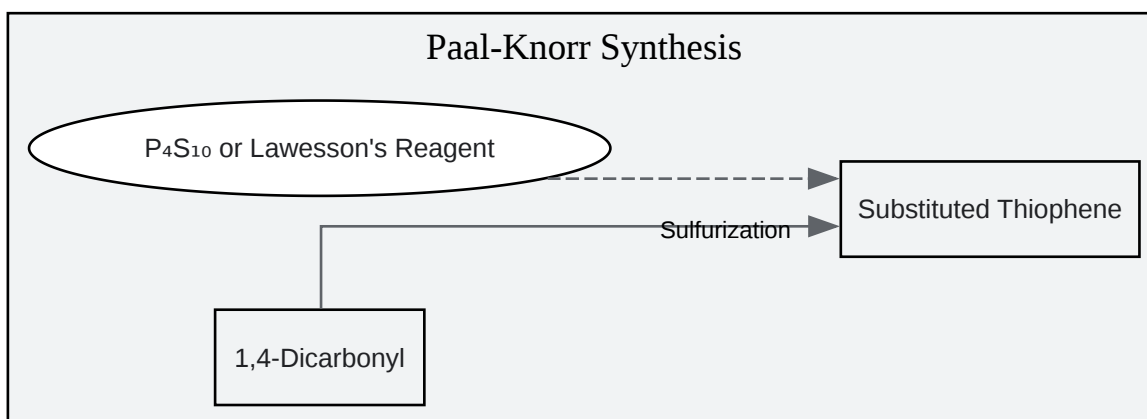 Paal-Knorr Synthesis
P₄S₁₀ or Lawesson's Reagent
Substituted Thiophene
Sulfurization
1,4-Dicarbonyl